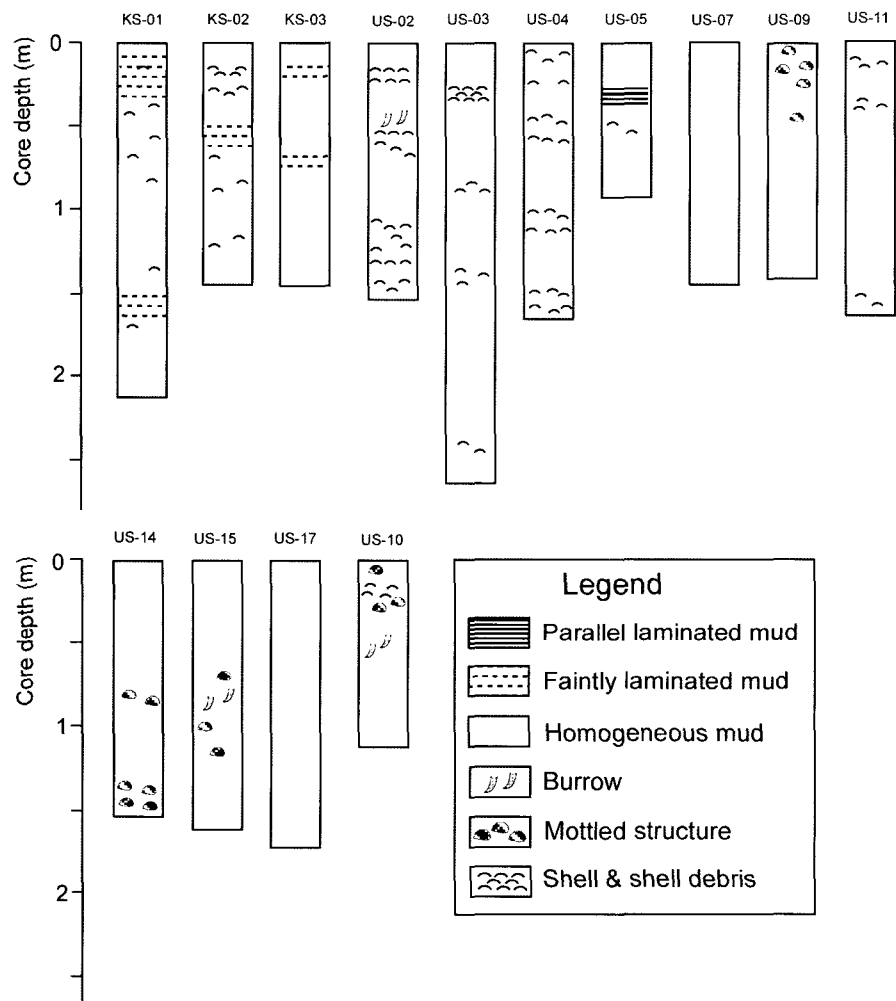 KS-01 KS-02 KS-03 US-02 US-03 US-04 US-05 US-07 US-09 US-11
Core depth (m)
0
1
2
US-14 US-15 US-17 US-10
Core depth (m)
0
1
2
Legend
Parallel laminated mud
Faintly laminated mud
Homogeneous mud
Burrow
Mottled structure
Shell & shell debris